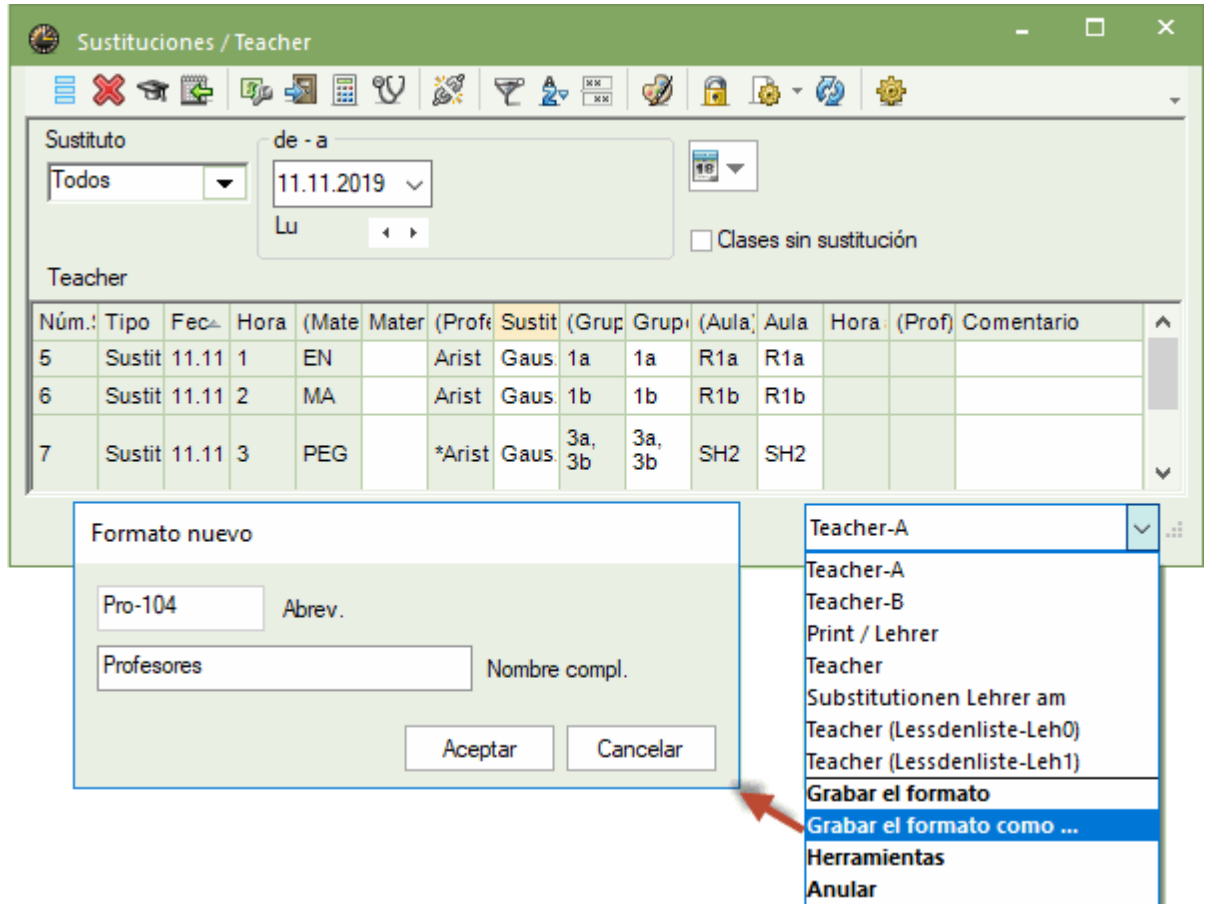 Sustituciones / Teacher
Sustituto
de - a
Todos
11.11.2019
18
Lu
Clases sin sustitución
Teacher
Núm.S Tipo Fec Hora (Mate Mater (Profe Sustit (Grup Grupo (Aula) Aula Hora (Prof) Comentario
5 Sustit 11.11 1 EN Arist Gaus. 1a 1a R1a R1a
6 Sustit 11.11 2 MA Arist Gaus. 1b 1b R1b R1b
7 Sustit 11.11 3 PEG *Arist Gaus. 3a, 3b 3a, 3b SH2 SH2
Formato nuevo
Pro-104 Abrev.
Profesores Nombre compl.
Aceptar Cancelar
Teacher-A
Teacher-A
Teacher-B
Print / Lehrer
Teacher
Substitutionen Lehrer am
Teacher (Lessdenliste-Leh0)
Teacher (Lessdenliste-Leh1)
Grabar el formato
Grabar el formato como ...
Herramientas
Anular